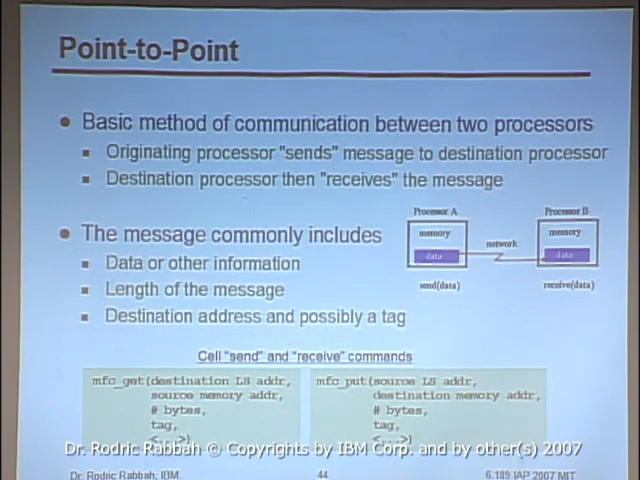 Point-to-Point
Basic method of communication between two processors
Originating processor "sends" message to destination processor
Destination processor then "receives" the message
The message commonly includes
Data or other information
Length of the message
Destination address and possibly a tag
Processor A
memory
data
send(data)
network
Processor B
memory
data
receive(data)
Cell "send" and "receive" commands
mfc_get(destination LS addr,
source memory addr,
# bytes,
tag,
<...>)
mfc_put(source LS addr,
destination memory addr,
# bytes,
tag,
<...>)
Dr. Rodric Rabbah © Copyrights by IBM Corp. and by other(s) 2007
Dr. Rodric Rabbah, IBM
44
6.189 IAP 2007 MIT